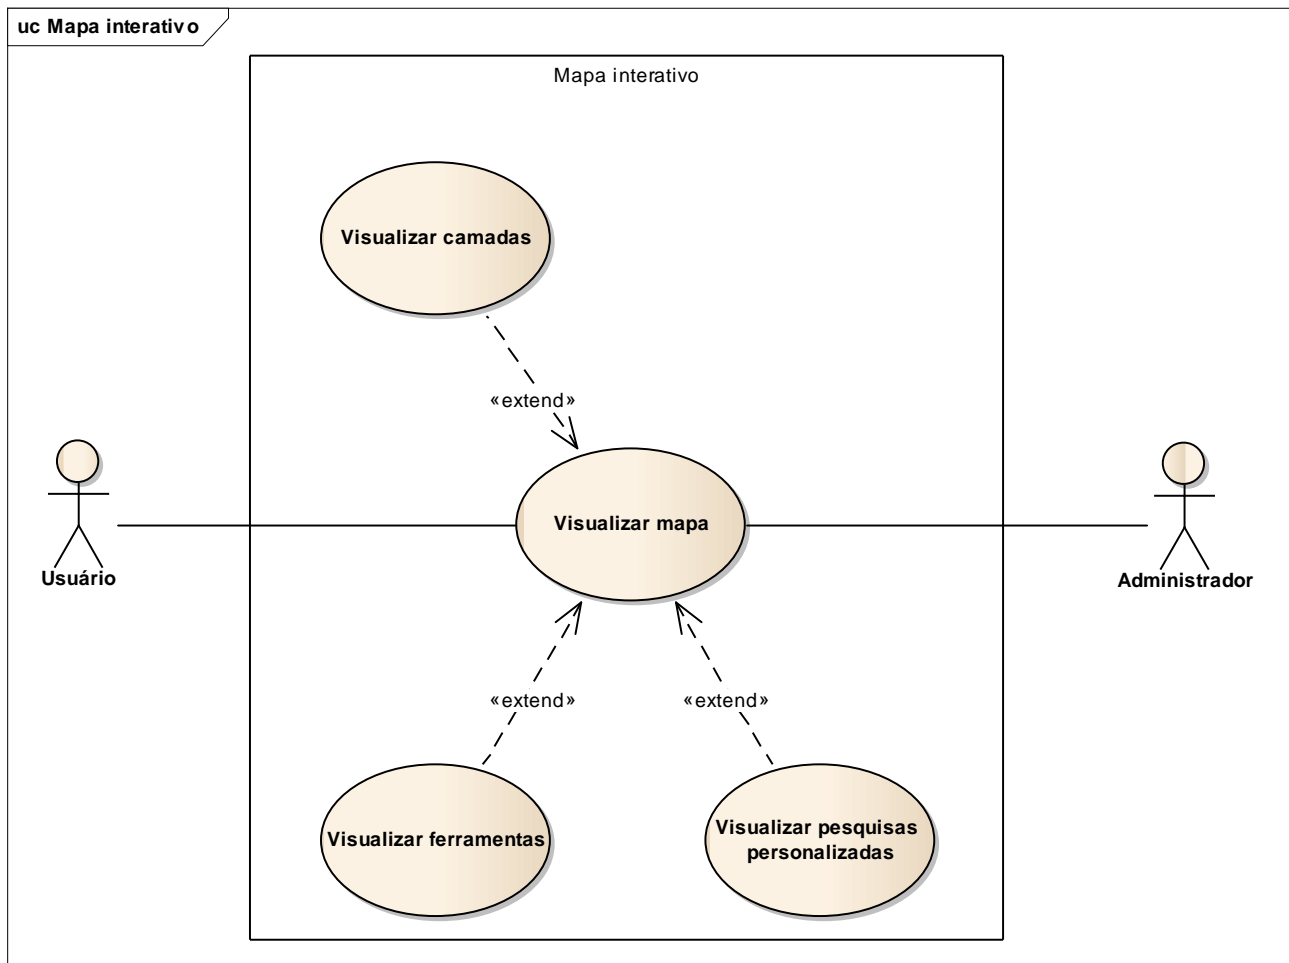 uc Mapa interativo
Mapa interativo
Visualizar camadas
«extend»
Visualizar mapa
Usuário
Administrador
«extend»
«extend»
Visualizar ferramentas
Visualizar pesquisas
personalizadas